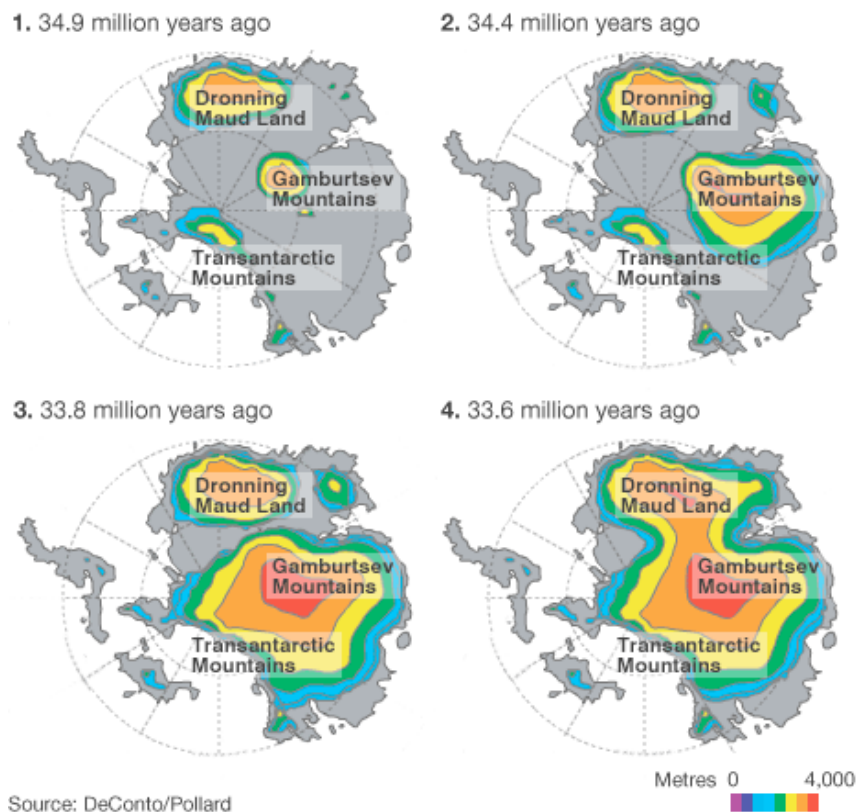 1. 34.9 million years ago
2. 34.4 million years ago
Dronning
Maud Land
Gamburtsev
Mountains
Transantarctic
Mountains
Dronning
Maud Land
Gamburtsev
Mountains
Transantarctic
Mountains
3. 33.8 million years ago
4. 33.6 million years ago
Dronning
Maud Land
Gamburtsev
Mountains
Transantarctic
Mountains
Dronning
Maud Land
Gamburtsev
Mountains
Transantarctic
Mountains
Metres 0 4,000
Source: DeConto/Pollard